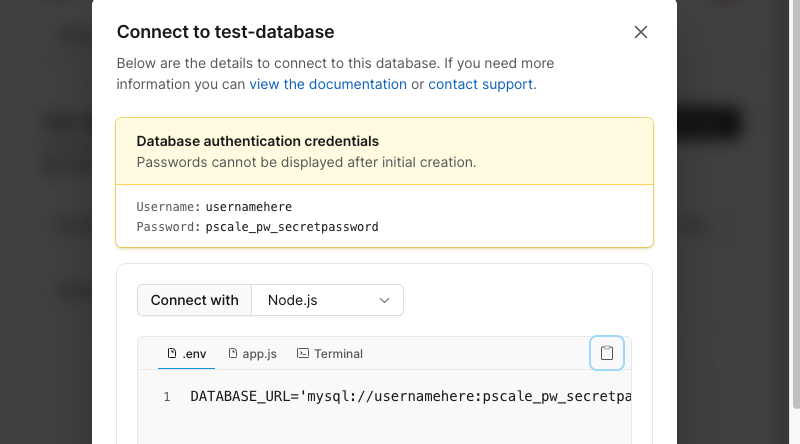 Connect to test-database
Below are the details to connect to this database. If you need more
information you can view the documentation or contact support.
Database authentication credentials
Passwords cannot be displayed after initial creation.
Username: usernamehere
Password: pscale_pw_secretpassword
Connect with Node.js
.env app.js Terminal
1 DATABASE_URL='mysql://usernamehere:pscale_pw_secretpa